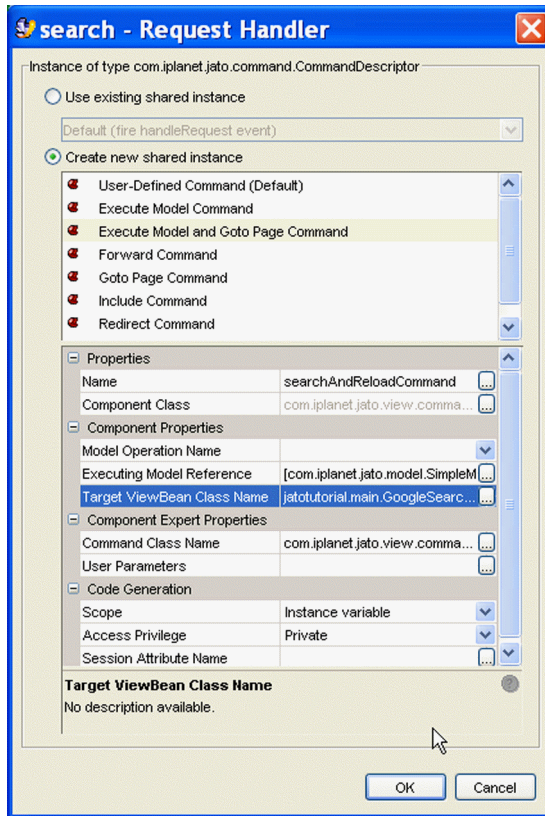 search - Request Handler
Instance of type com.iplanet.jato.command.CommandDescriptor
Use existing shared instance
Default (fire handleRequest event)
Create new shared instance
User-Defined Command (Default)
Execute Model Command
Execute Model and Goto Page Command
Forward Command
Goto Page Command
Include Command
Redirect Command
Properties
Name searchAndReloadCommand ...
Component Class com.iplanet.jato.view.comma... ...
Component Properties
Model Operation Name
Executing Model Reference [com.iplanet.jato.model.SimpleM ...
Target ViewBean Class Name jatotutorial.main.GoogleSearc... ...
Component Expert Properties
Command Class Name com.iplanet.jato.view.comma... ...
User Parameters ...
Code Generation
Scope Instance variable
Access Privilege Private
Session Attribute Name ...
Target ViewBean Class Name ?
No description available.
OK Cancel